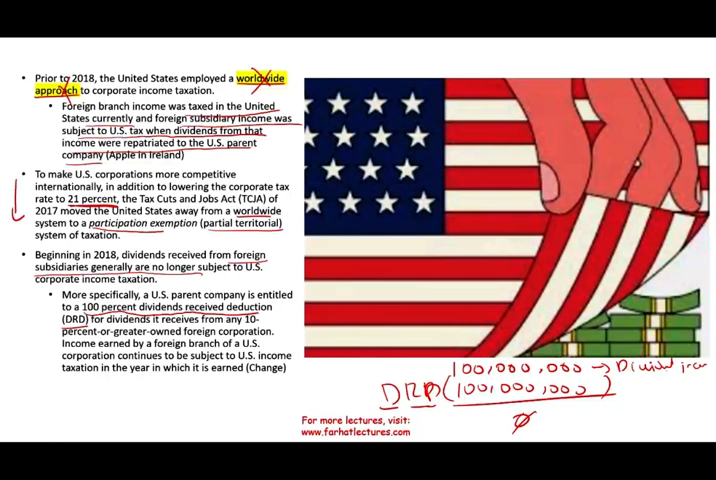 Prior to 2018, the United States employed a worldwide
approach to corporate income taxation.
Foreign branch income was taxed in the United
States currently and foreign subsidiary income was
subject to U.S. tax when dividends from that
income were repatriated to the U.S. parent
company (Apple in Ireland)
To make U.S. corporations more competitive
internationally, in addition to lowering the corporate tax
rate to 21 percent, the Tax Cuts and Jobs Act (TCJA) of
2017 moved the United States away from a worldwide
system to a participation exemption (partial territorial)
system of taxation.
Beginning in 2018, dividends received from foreign
subsidiaries generally are no longer subject to U.S.
corporate income taxation.
More specifically, a U.S. parent company is entitled
to a 100 percent dividends received deduction
(DRD) for dividends it receives from any 10-
percent-or-greater-owned foreign corporation.
Income earned by a foreign branch of a U.S.
corporation continues to be subject to U.S. income
taxation in the year in which it is earned (Change)
100,000,000 →
DRD (100,000,000)
0
For more lectures, visit:
www.farhatlectures.com